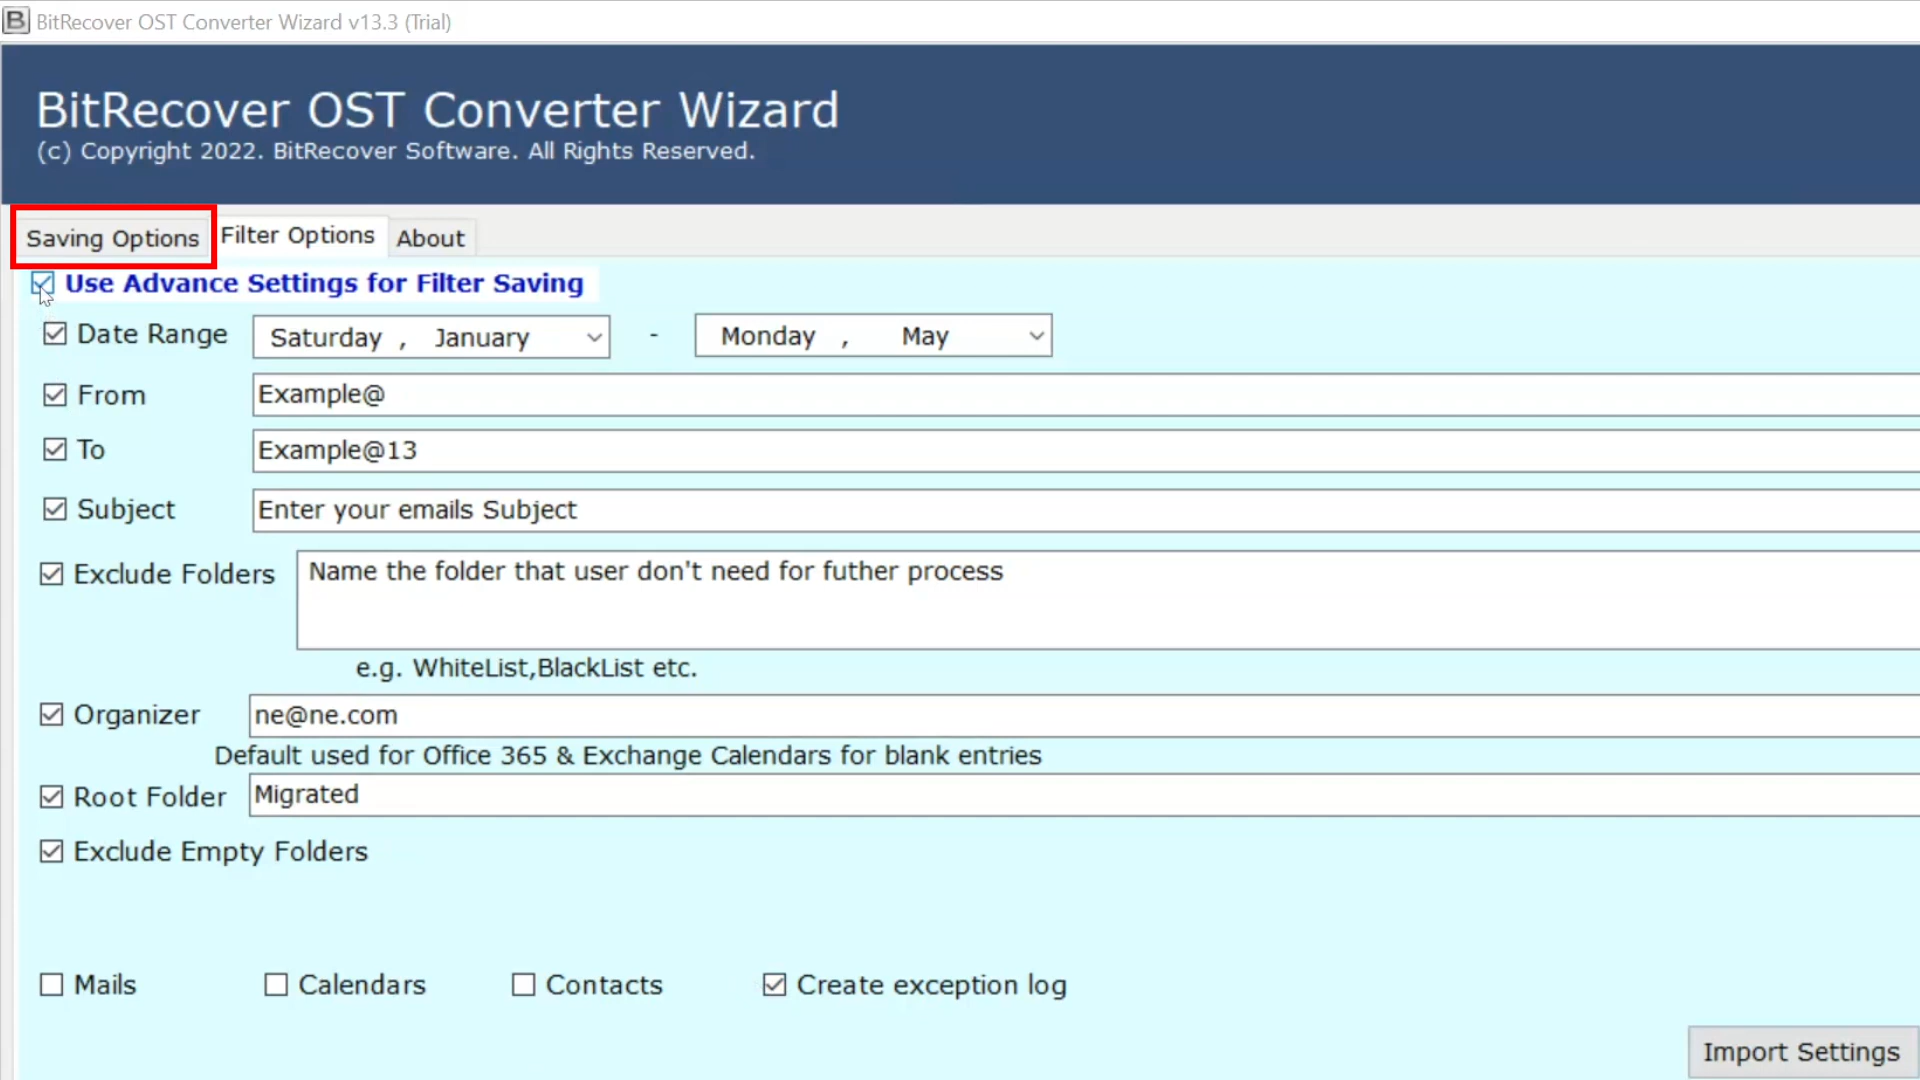 B BitRecover OST Converter Wizard v13.3 (Trial)
BitRecover OST Converter Wizard
(c) Copyright 2022. BitRecover Software. All Rights Reserved.
Saving Options Filter Options About
Use Advance Settings for Filter Saving
Date Range Saturday , January - Monday , May
From Example@
To Example@13
Subject Enter your emails Subject
Exclude Folders Name the folder that user don't need for futher process
e.g. WhiteList,BlackList etc.
Organizer ne@ne.com
Default used for Office 365 & Exchange Calendars for blank entries
Root Folder Migrated
Exclude Empty Folders
Mails Calendars Contacts Create exception log
Import Settings